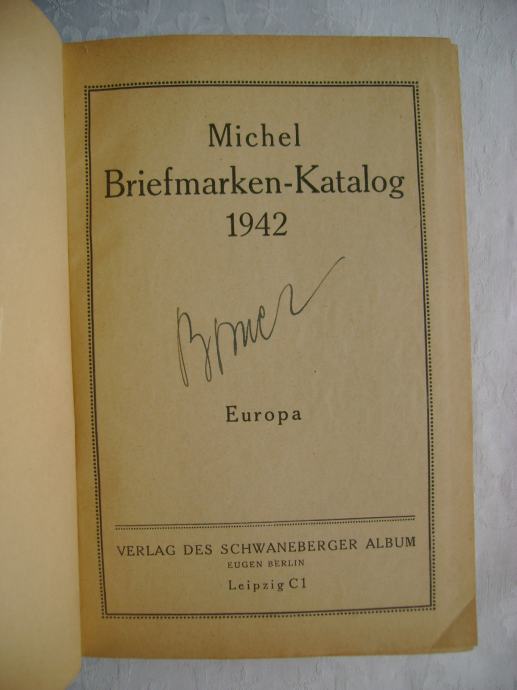 Michel
Briefmarken-Katalog
1942
Europa
VERLAG DES SCHWANEBERGER ALBUM
EUGEN BERLIN
Leipzig C1